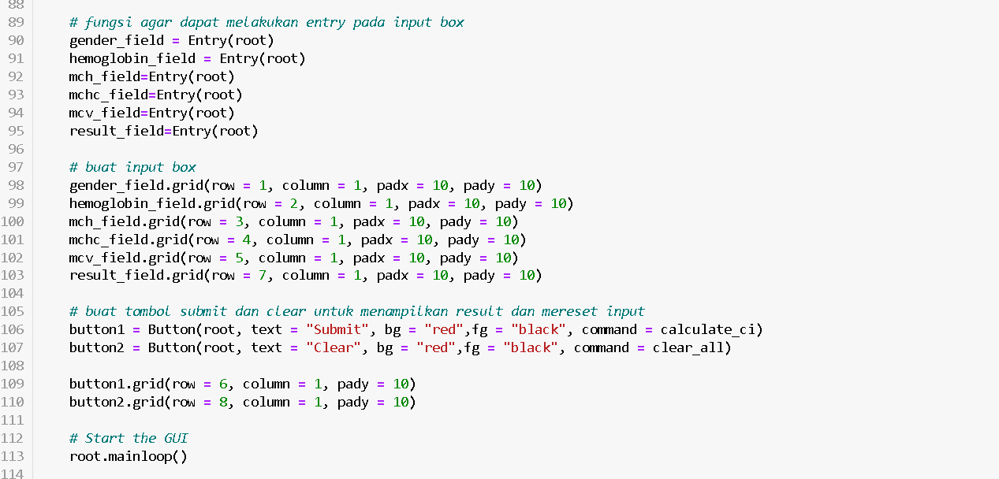 88
89 # fungsi agar dapat melakukan entry pada input box
90 gender_field = Entry(root)
91 hemoglobin_field = Entry(root)
92 mch_field=Entry(root)
93 mchc_field=Entry(root)
94 mcv_field=Entry(root)
95 result_field=Entry(root)
96
97 # buat input box
98 gender_field.grid(row = 1, column = 1, padx = 10, pady = 10)
99 hemoglobin_field.grid(row = 2, column = 1, padx = 10, pady = 10)
100 mch_field.grid(row = 3, column = 1, padx = 10, pady = 10)
101 mchc_field.grid(row = 4, column = 1, padx = 10, pady = 10)
102 mcv_field.grid(row = 5, column = 1, padx = 10, pady = 10)
103 result_field.grid(row = 7, column = 1, padx = 10, pady = 10)
104
105 # buat tombol submit dan clear untuk menampilkan result dan mereset input
106 button1 = Button(root, text = "Submit", bg = "red",fg = "black", command = calculate_ci)
107 button2 = Button(root, text = "Clear", bg = "red",fg = "black", command = clear_all)
108
109 button1.grid(row = 6, column = 1, pady = 10)
110 button2.grid(row = 8, column = 1, pady = 10)
111
112 # Start the GUI
113 root.mainloop()
114